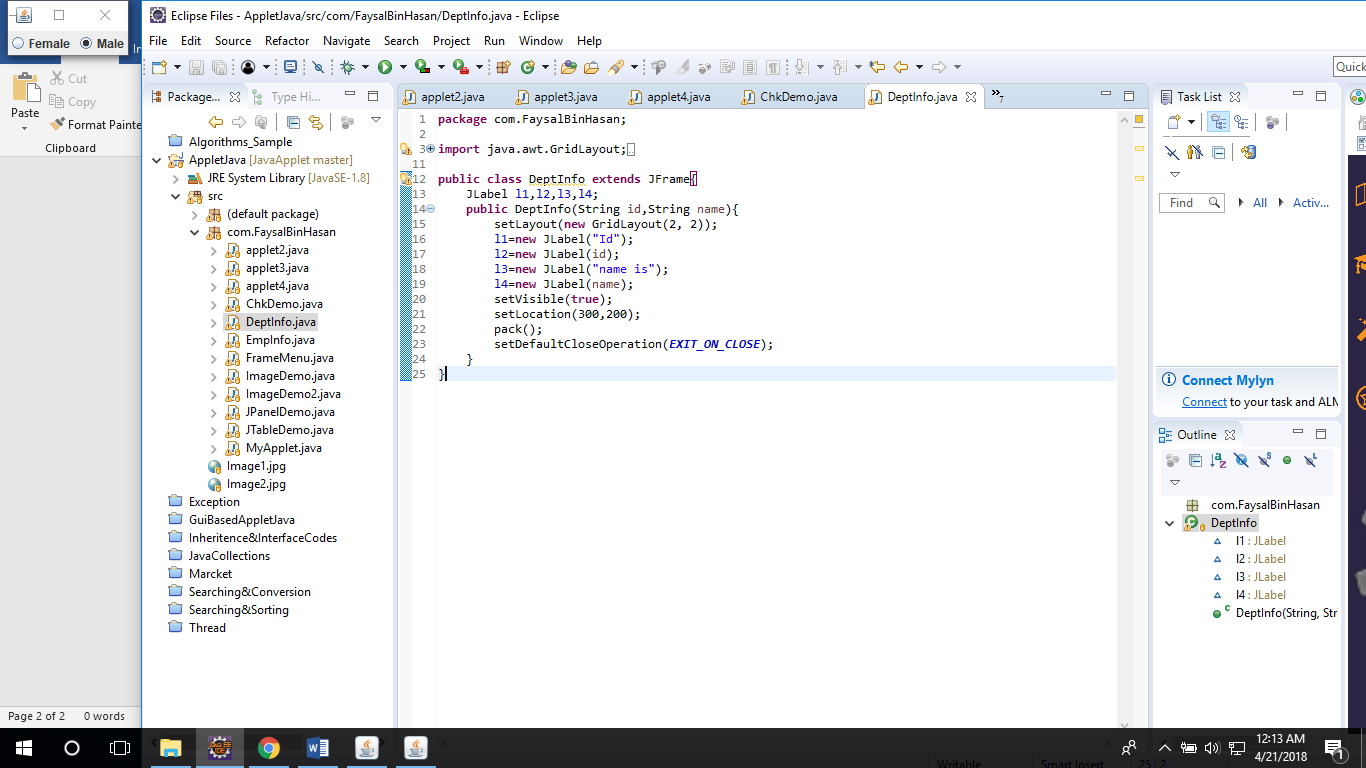 Female Male
In
Paste
Cut
Copy
Format Painte
Clipboard
Page 2 of 2 0 words
Eclipse Files - AppletJava/src/com/FaysalBinHasan/DeptInfo.java - Eclipse
File Edit Source Refactor Navigate Search Project Run Window Help
Quick
Package... Type Hi...
Algorithms_Sample
AppletJava [JavaApplet master]
JRE System Library [JavaSE-1.8]
src
(default package)
com.FaysalBinHasan
applet2.java
applet3.java
applet4.java
ChkDemo.java
DeptInfo.java
EmpInfo.java
FrameMenu.java
ImageDemo.java
ImageDemo2.java
JPanelDemo.java
JTableDemo.java
MyApplet.java
Image1.jpg
Image2.jpg
Exception
GuiBasedAppletJava
Inheritence&InterfaceCodes
JavaCollections
Marcket
Searching&Conversion
Searching&Sorting
Thread
applet2.java applet3.java applet4.java ChkDemo.java DeptInfo.java »7
1 package com.FaysalBinHasan;
2
3 import java.awt.GridLayout;
11
12 public class DeptInfo extends JFrame{
13 JLabel l1,l2,l3,l4;
14 public DeptInfo(String id,String name){
15 setLayout(new GridLayout(2, 2));
16 l1=new JLabel("Id");
17 l2=new JLabel(id);
18 l3=new JLabel("name is");
19 l4=new JLabel(name);
20 setVisible(true);
21 setLocation(300,200);
22 pack();
23 setDefaultCloseOperation(EXIT_ON_CLOSE);
24 }
25 }
Task List
Find All Activ...
Connect Mylyn
Connect to your task and ALM
Outline
com.FaysalBinHasan
DeptInfo
l1 : JLabel
l2 : JLabel
l3 : JLabel
l4 : JLabel
DeptInfo(String, Str
Writable Smart Insert 25 : 2
12:13 AM
4/21/2018
1